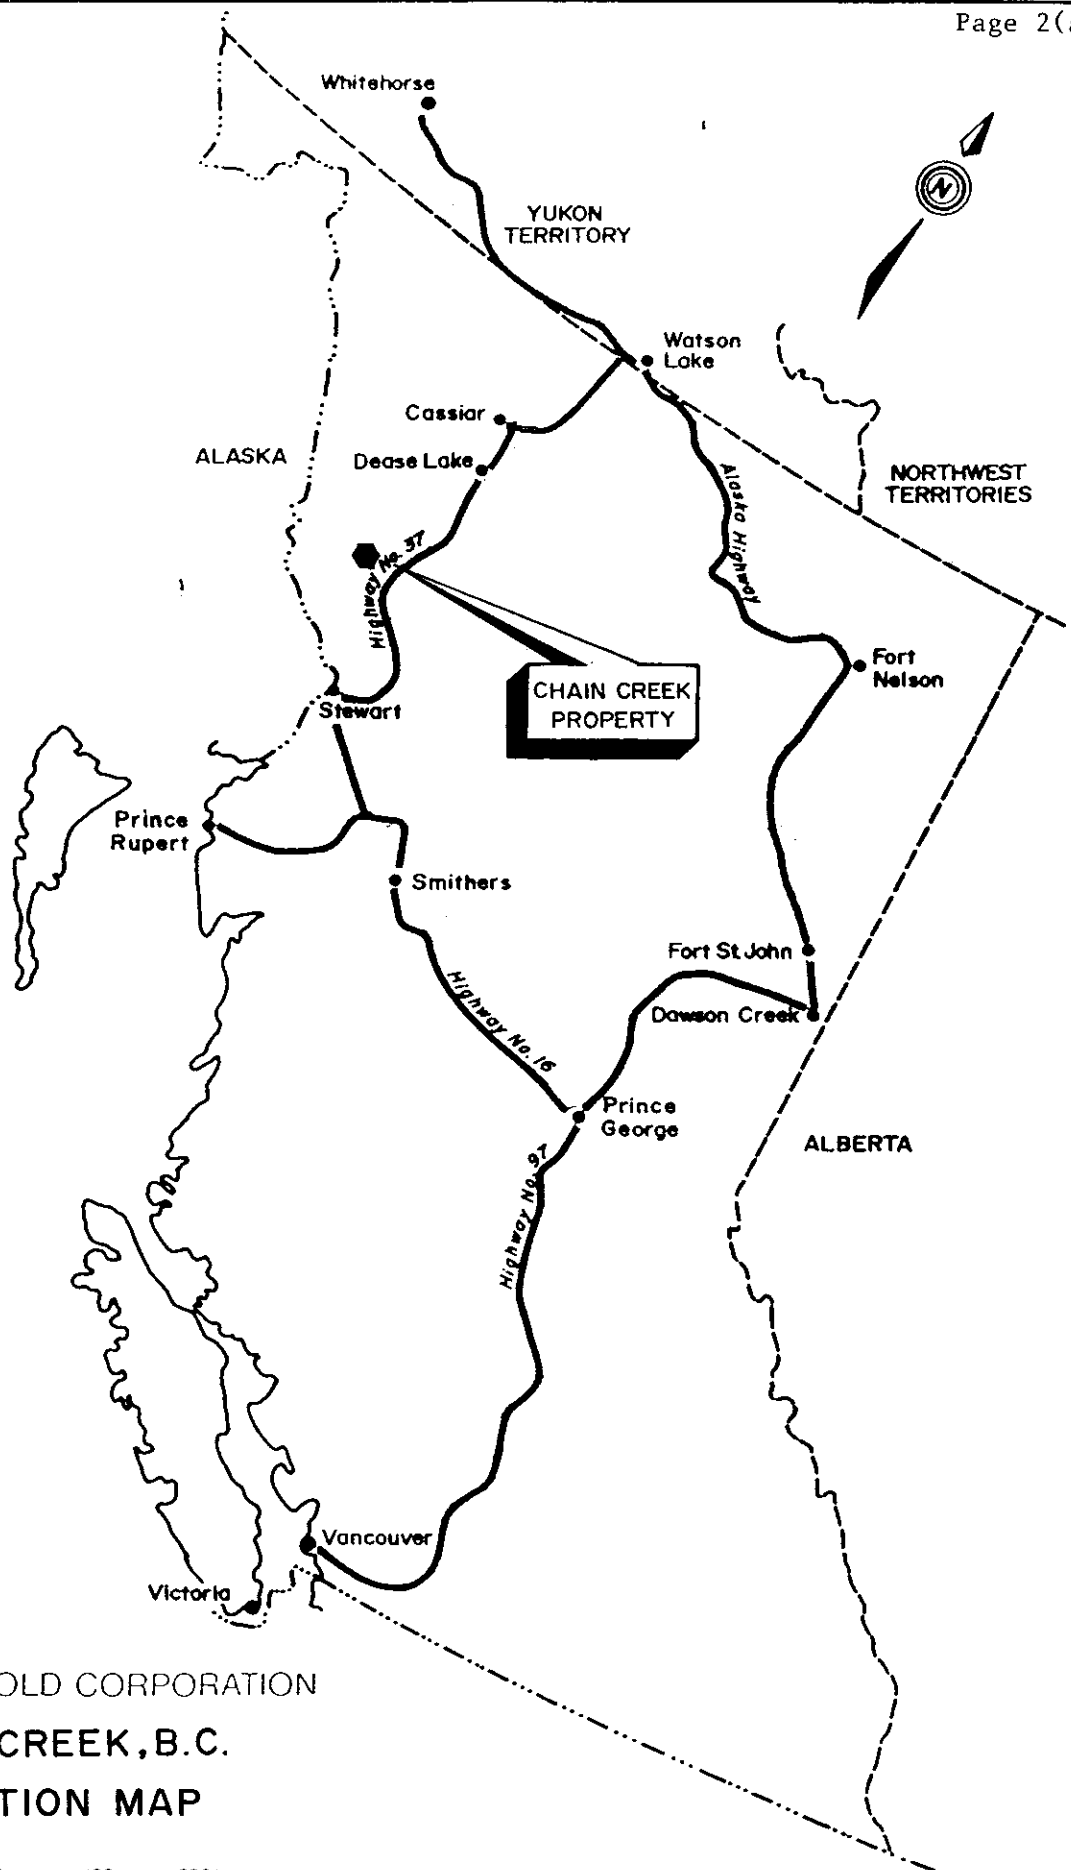 Page 2(
Whitehorse
N
YUKON
TERRITORY
Watson
Lake
Cassiar
ALASKA
Dease Lake
NORTHWEST
TERRITORIES
Alaska Highway
Highway No. 37
Fort
Nelson
CHAIN CREEK
PROPERTY
Stewart
Prince
Rupert
Smithers
Fort St.John
Highway No. 16
Dawson Creek
Prince
George
ALBERTA
Highway No. 97
Vancouver
Victoria
OLD CORPORATION
CREEK, B.C.
TION MAP